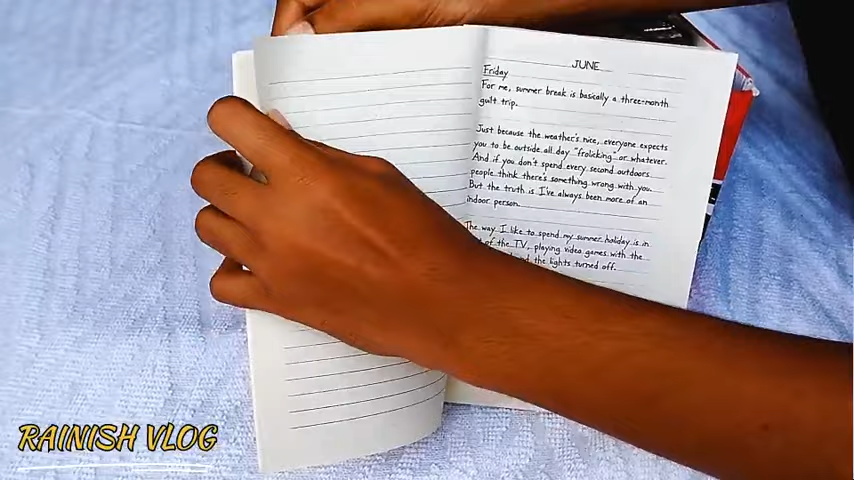 JUNE
Friday
For me, summer break is basically a three-month
guilt trip.
Just because the weather's nice, everyone expects
you to be outside all day "frolicking" or whatever.
And if you don't spend every second outdoors,
people think there's something wrong with you.
But the truth is, I've always been more of an
indoor person.
The way I like to spend my summer holiday is in
of the TV, playing video games with the
and the lights turned off.
RAINISH VLOG